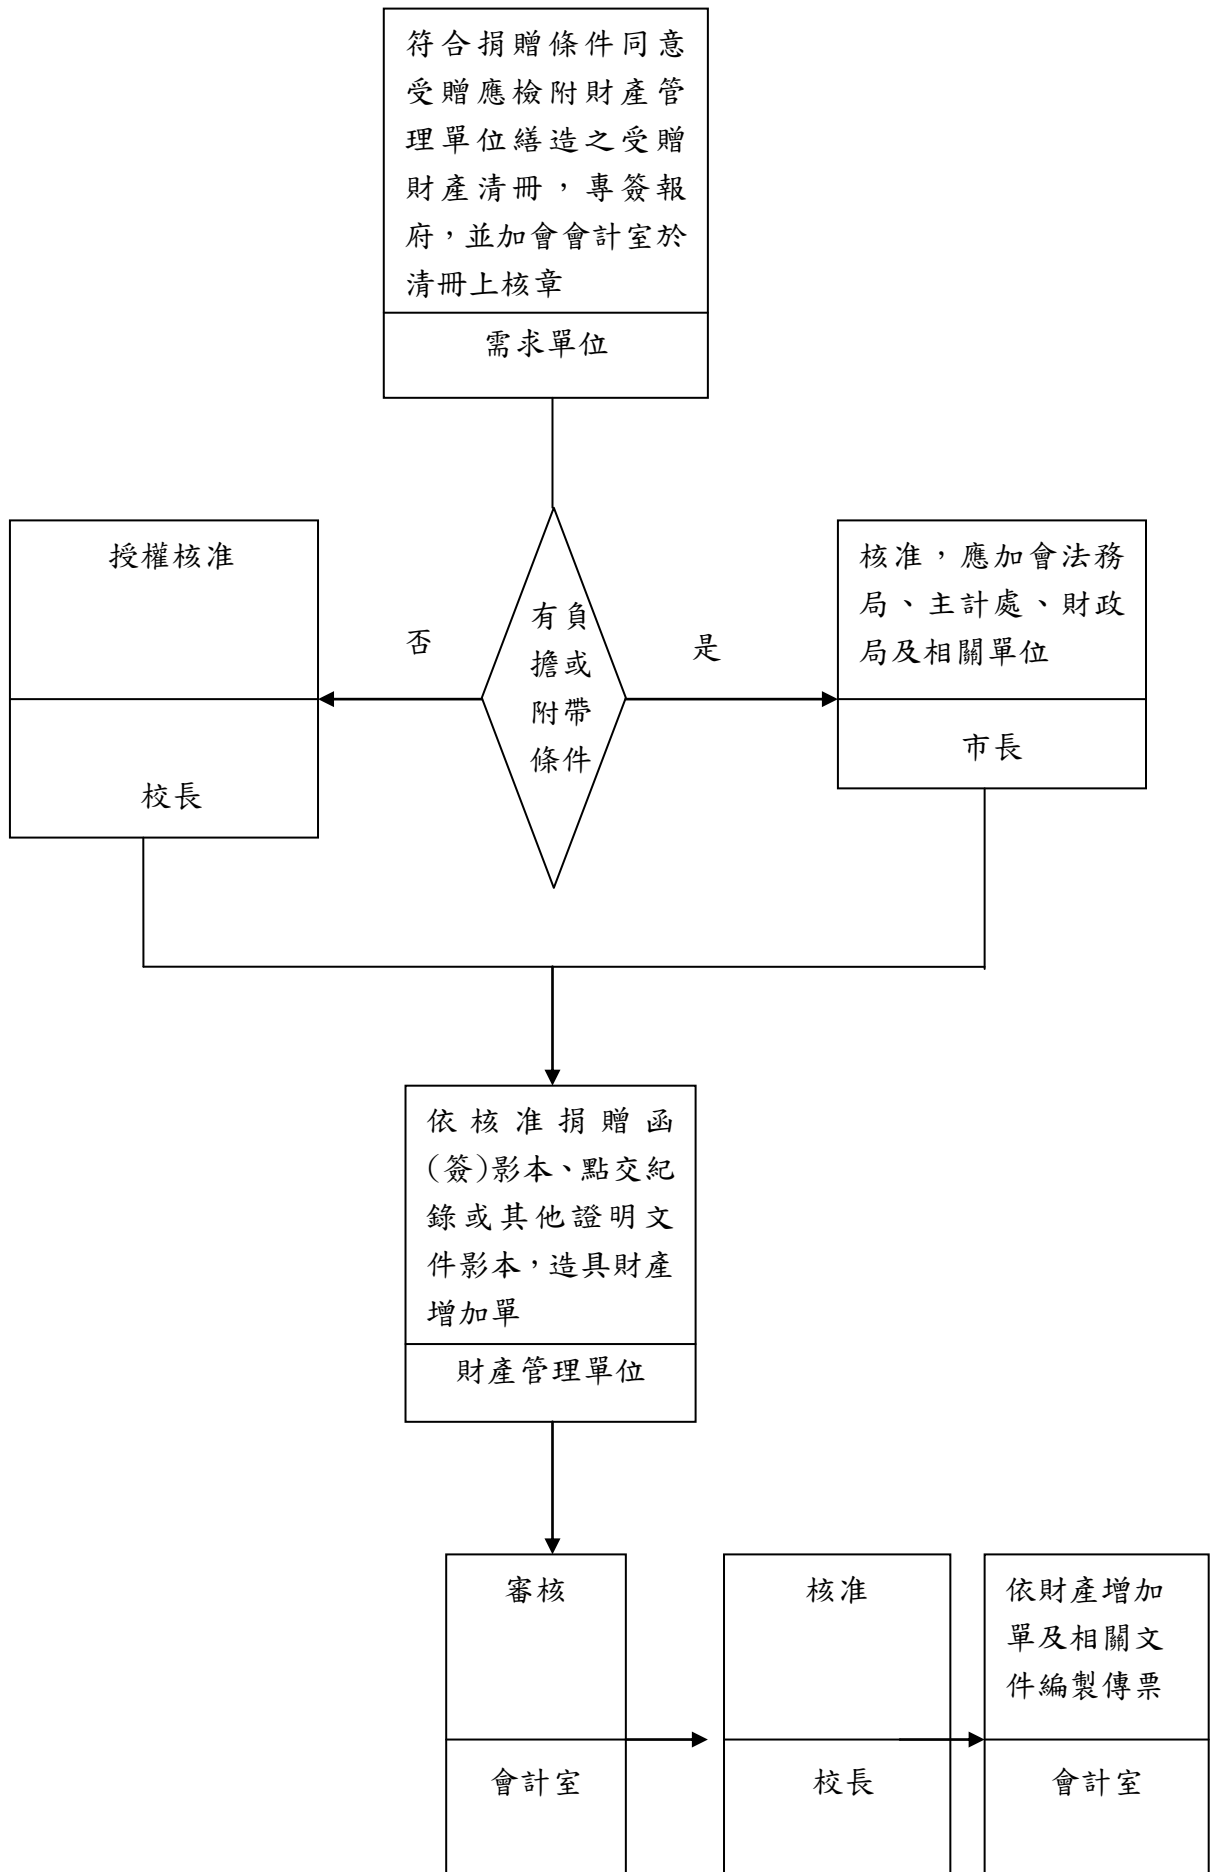 符合捐贈條件同意
受贈應檢附財產管
理單位繕造之受贈
財產清冊，專簽報
府，並加會會計室於
清冊上核章
需求單位
授權核准
校長
否
有負
擔或
附帶
條件
是
核准，應加會法務
局、主計處、財政
局及相關單位
市長
依核准捐贈函
(簽)影本、點交紀
錄或其他證明文
件影本，造具財產
增加單
財產管理單位
審核
會計室
核准
校長
依財產增加
單及相關文
件編製傳票
會計室